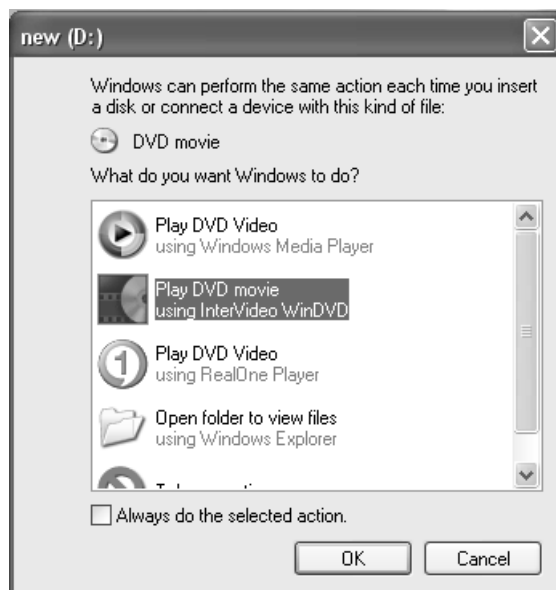 new (D:)
Windows can perform the same action each time you insert
a disk or connect a device with this kind of file:
DVD movie
What do you want Windows to do?
Play DVD Video
using Windows Media Player
Play DVD movie
using InterVideo WinDVD
Play DVD Video
using RealOne Player
Open folder to view files
using Windows Explorer
Always do the selected action.
OK
Cancel